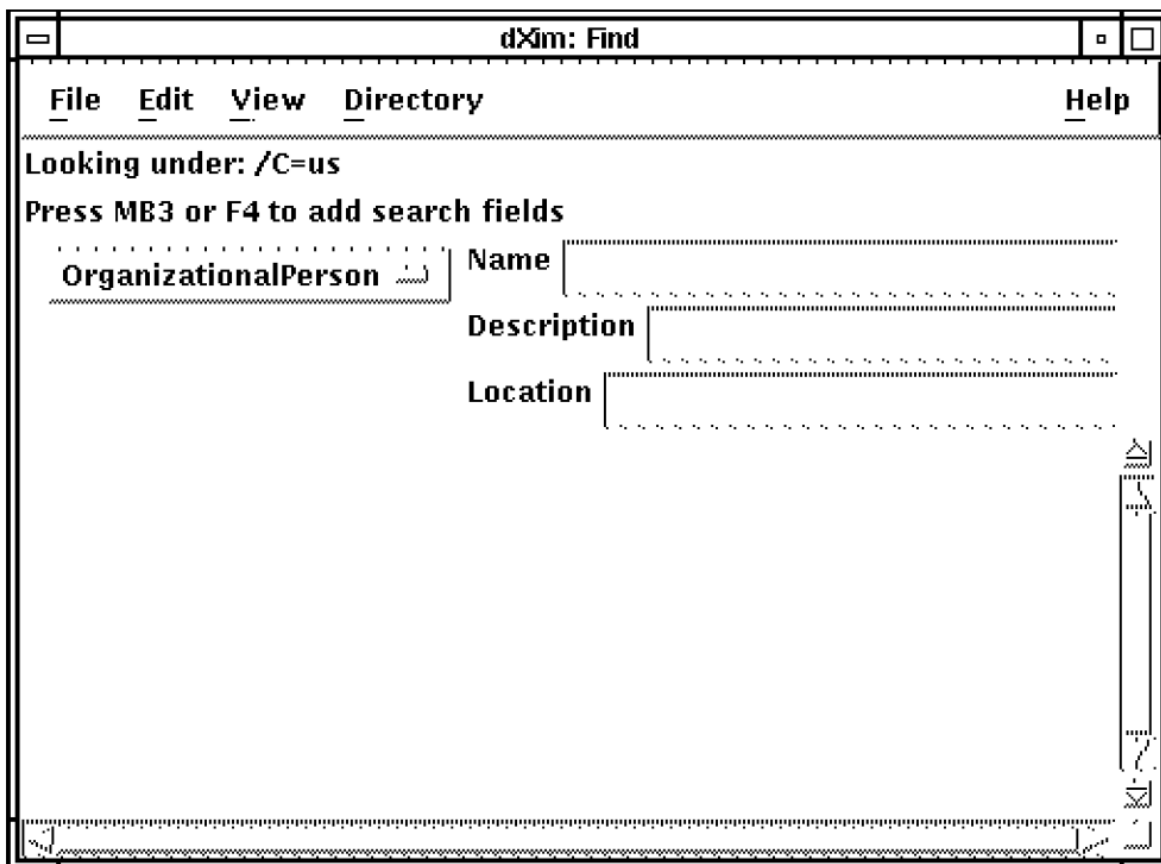 dXim: Find
File Edit View Directory Help
Looking under: /C=us
Press MB3 or F4 to add search fields
OrganizationalPerson
Name
Description
Location